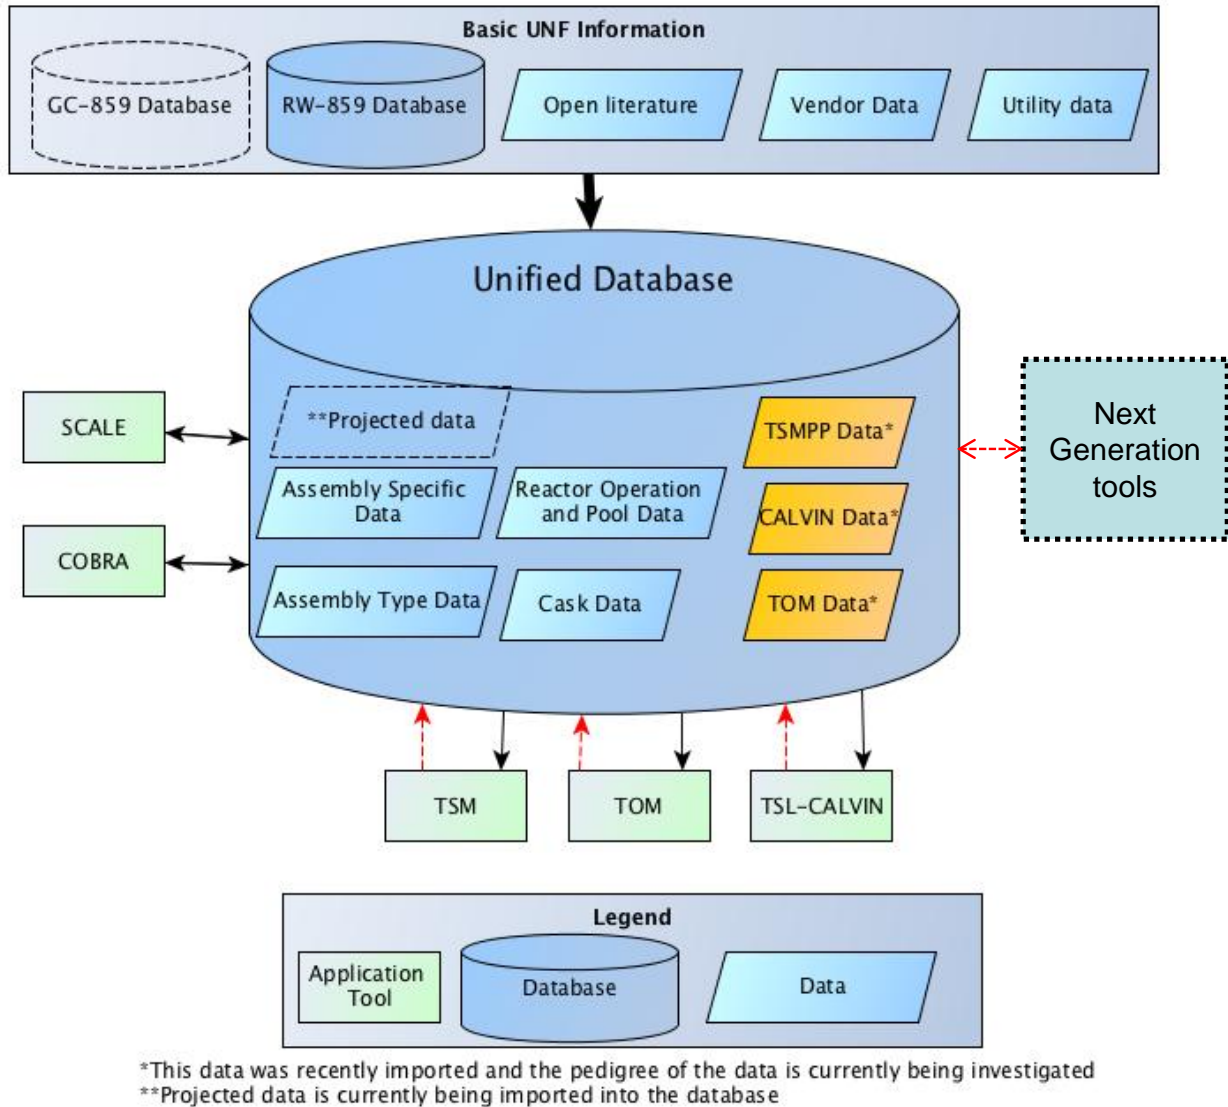 Basic UNF Information
GC-859 Database
RW-859 Database
Open literature
Vendor Data
Utility data
Unified Database
SCALE
COBRA
**Projected data
Assembly Specific
Data
Reactor Operation
and Pool Data
Assembly Type Data
Cask Data
TSMPP Data*
CALVIN Data*
TOM Data*
Next
Generation
tools
TSM
TOM
TSL-CALVIN
Legend
Application
Tool
Database
Data
*This data was recently imported and the pedigree of the data is currently being investigated
**Projected data is currently being imported into the database